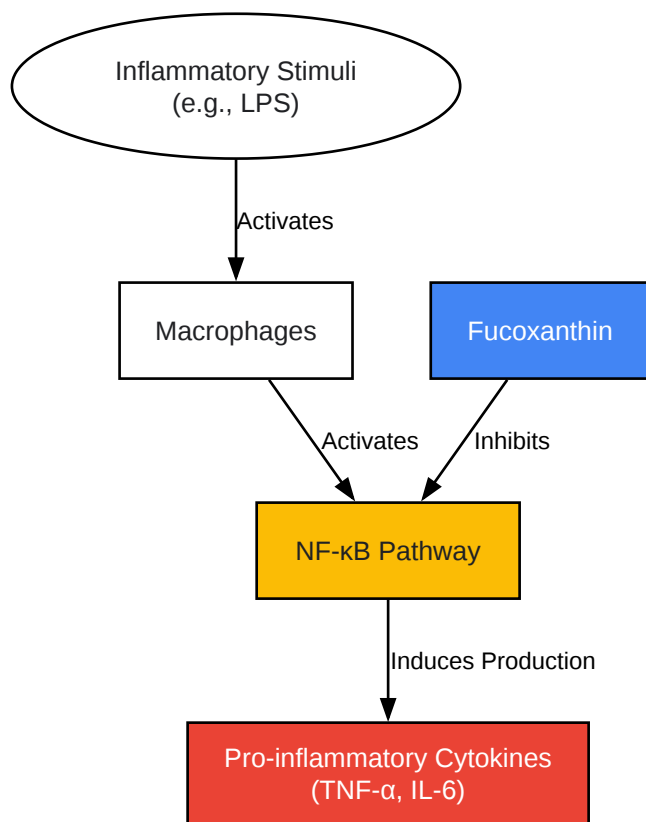 Inflammatory Stimuli
(e.g., LPS)
Activates
Macrophages
Fucoxanthin
Activates
Inhibits
NF-κB Pathway
Induces Production
Pro-inflammatory Cytokines
(TNF-α, IL-6)